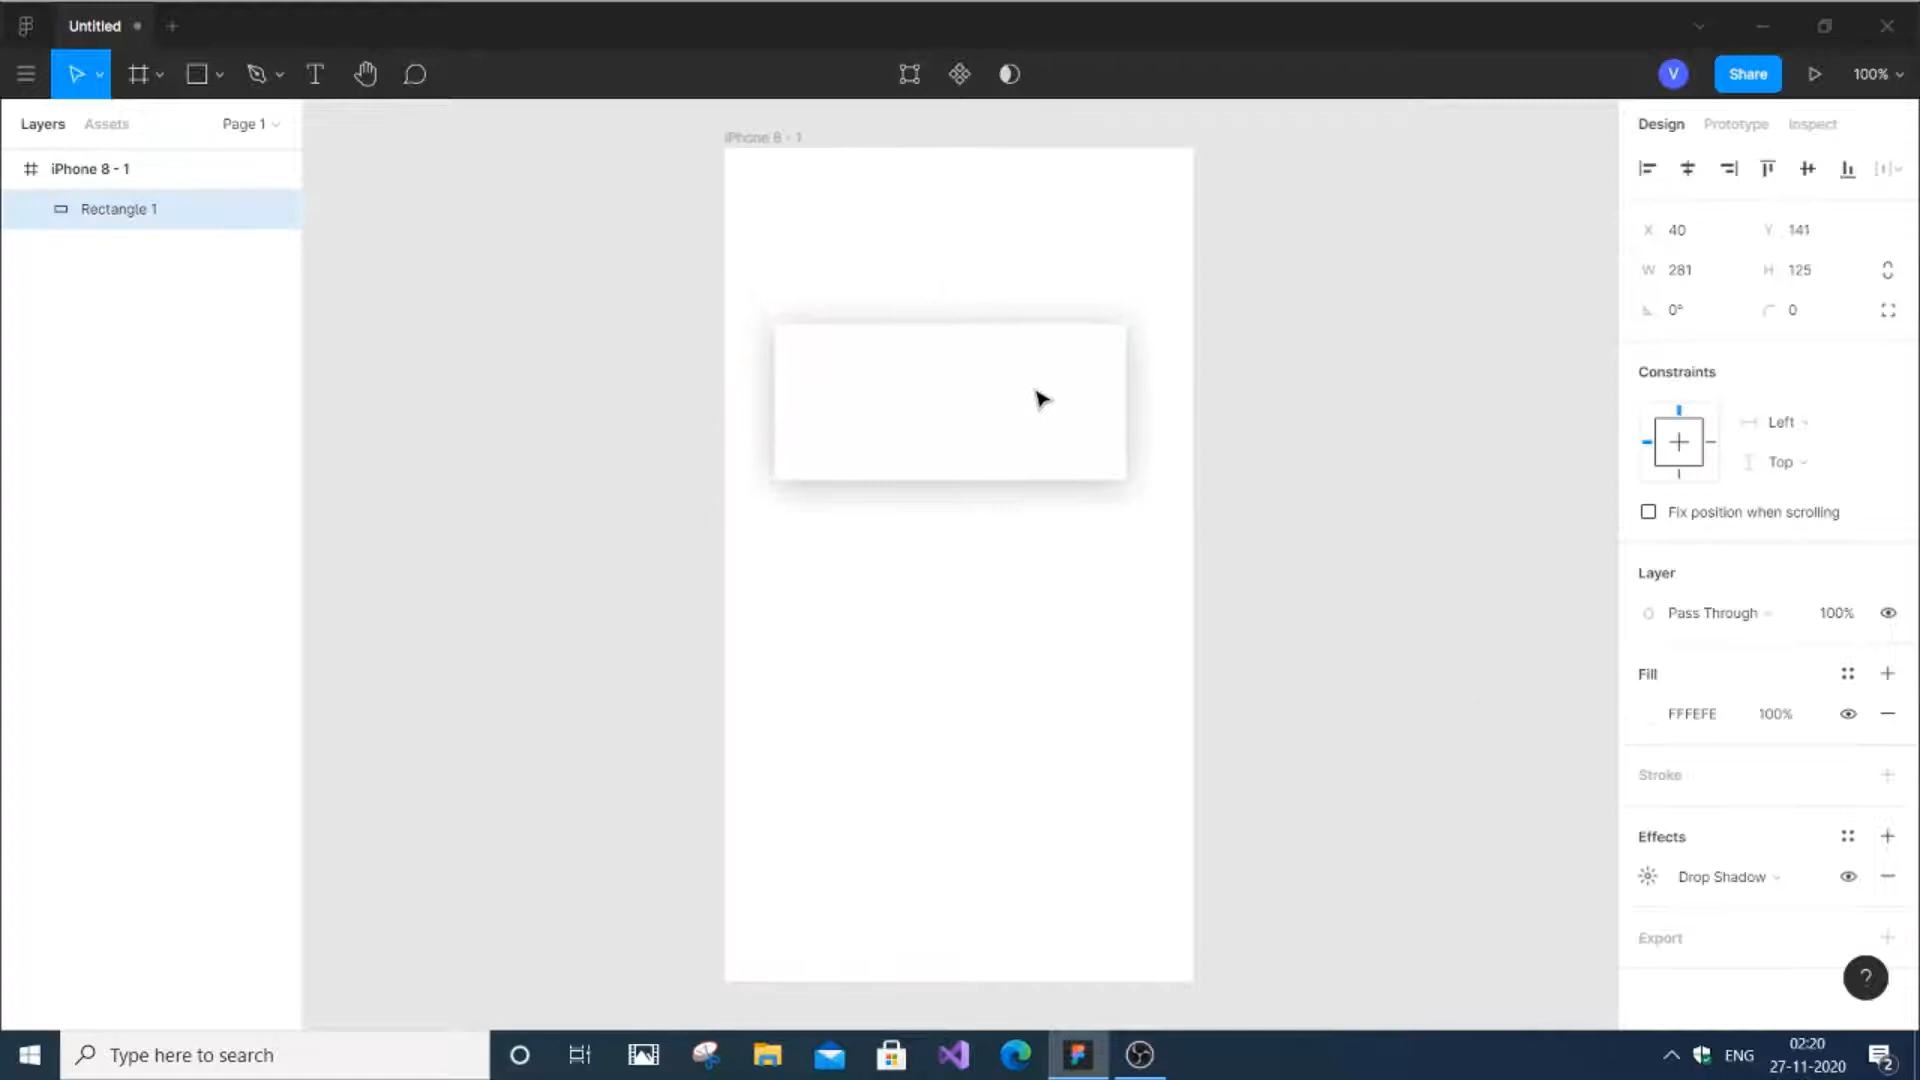 Untitled
V
Share
100%
Layers
Assets
Page 1
Design
Prototype
Inspect
iPhone 8 - 1
iPhone 8 - 1
Rectangle 1
X 40
Y 141
W 281
H 125
0°
0
Constraints
Left
Top
Fix position when scrolling
Layer
Pass Through
100%
Fill
FFFEFE
100%
Stroke
Effects
Drop Shadow
Export
?
Type here to search
ENG
02:20
27-11-2020
2